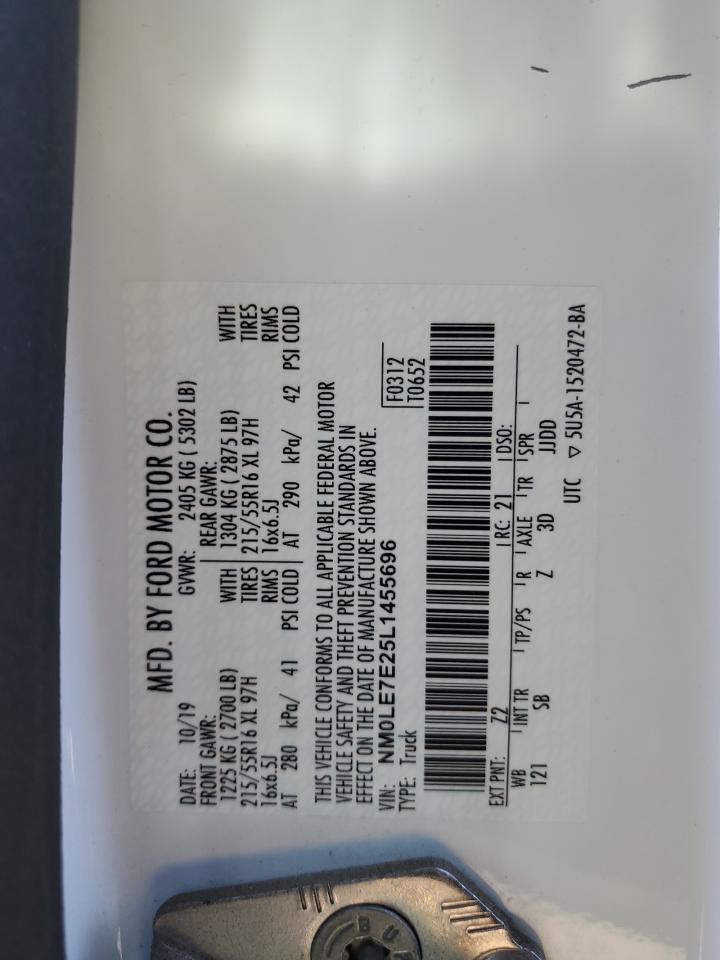 MFD. BY FORD MOTOR CO.
DATE: 10/19 GVWR: 2405 KG ( 5302 LB)
FRONT GAWR: REAR GAWR:
1225 KG ( 2700 LB) WITH 1304 KG ( 2875 LB) WITH
215/55R16 XL 97H TIRES 215/55R16 XL 97H TIRES
16x6.5J RIMS 16x6.5J RIMS
AT 280 kPa/ 41 PSI COLD AT 290 kPa/ 42 PSI COLD
THIS VEHICLE CONFORMS TO ALL APPLICABLE FEDERAL MOTOR
VEHICLE SAFETY AND THEFT PREVENTION STANDARDS IN
EFFECT ON THE DATE OF MANUFACTURE SHOWN ABOVE.
VIN: NM0LE7E25L1455696 F0312
TYPE: Truck T0652
EXT PNT: Z2 RC: 21 DSO:
WB INT TR TP/PS R AXLE TR SPR
121 SB Z 3D JJDD
UTC ▽ 5U5A-1520472-BA